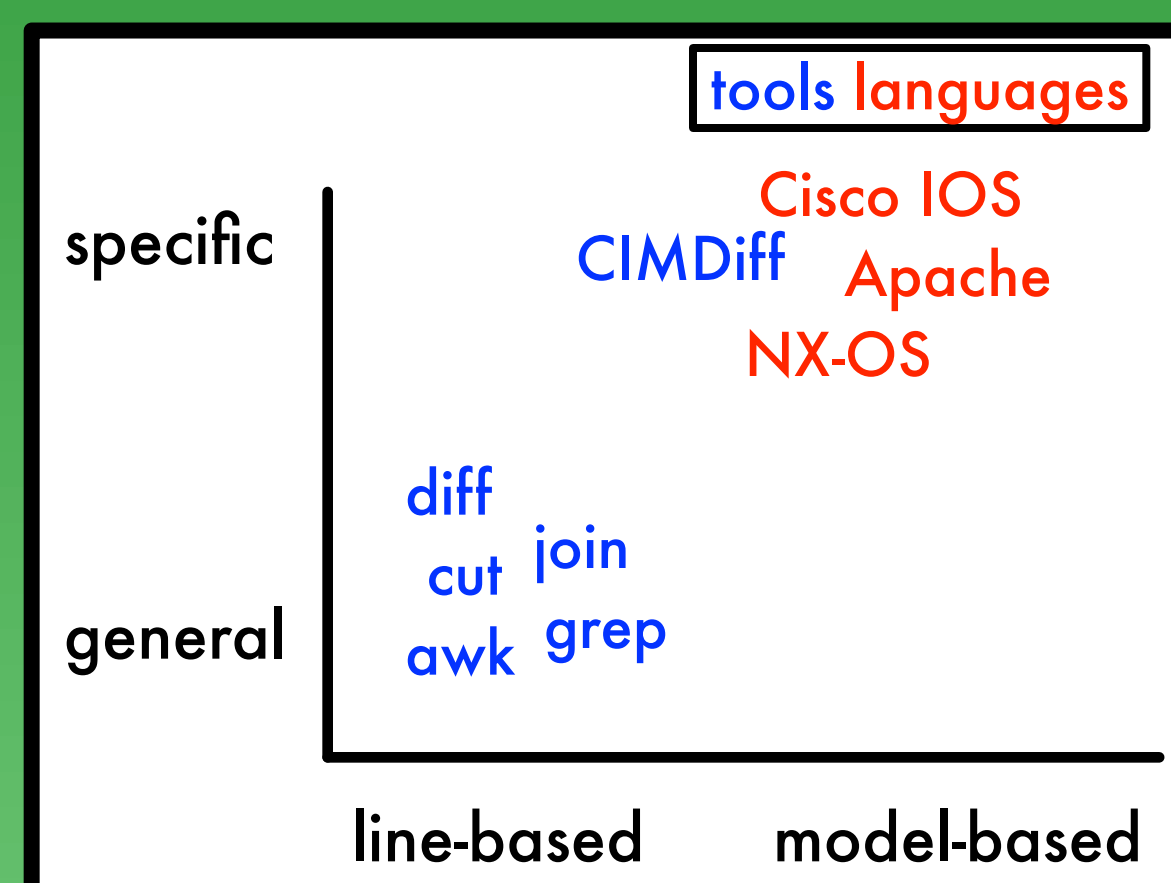 tools languages
Cisco IOS
specific
CIMDiff
Apache
NX-OS
diff
join
cut
grep
general
awk
line-based
model-based